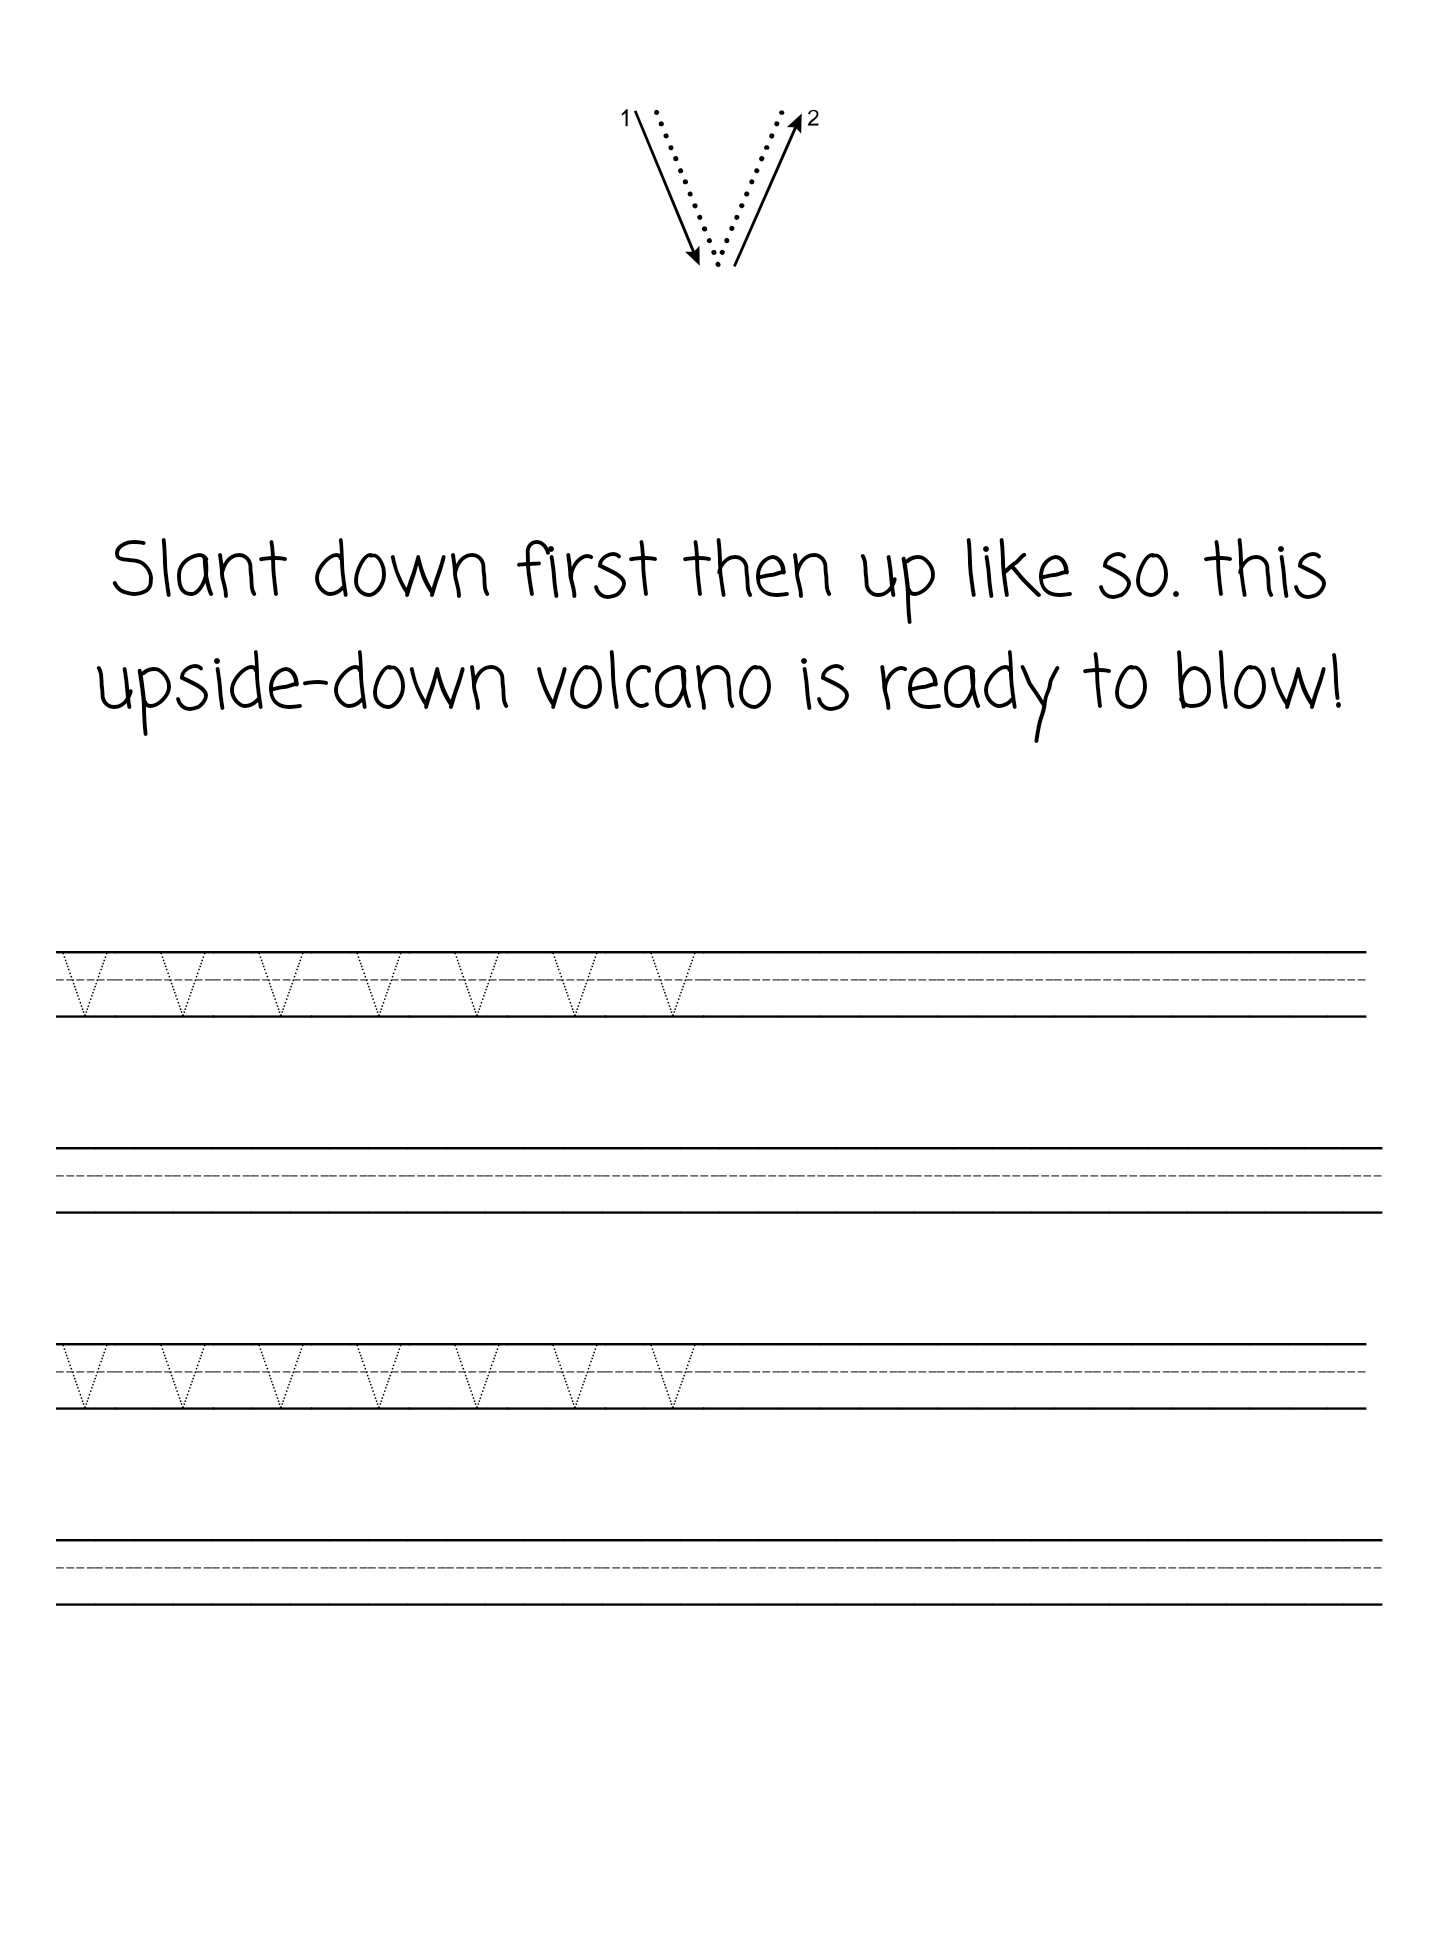 1 V 2
Slant down first then up like so. this
upside-down volcano is ready to blow!
V V V V V V V
V V V V V V V